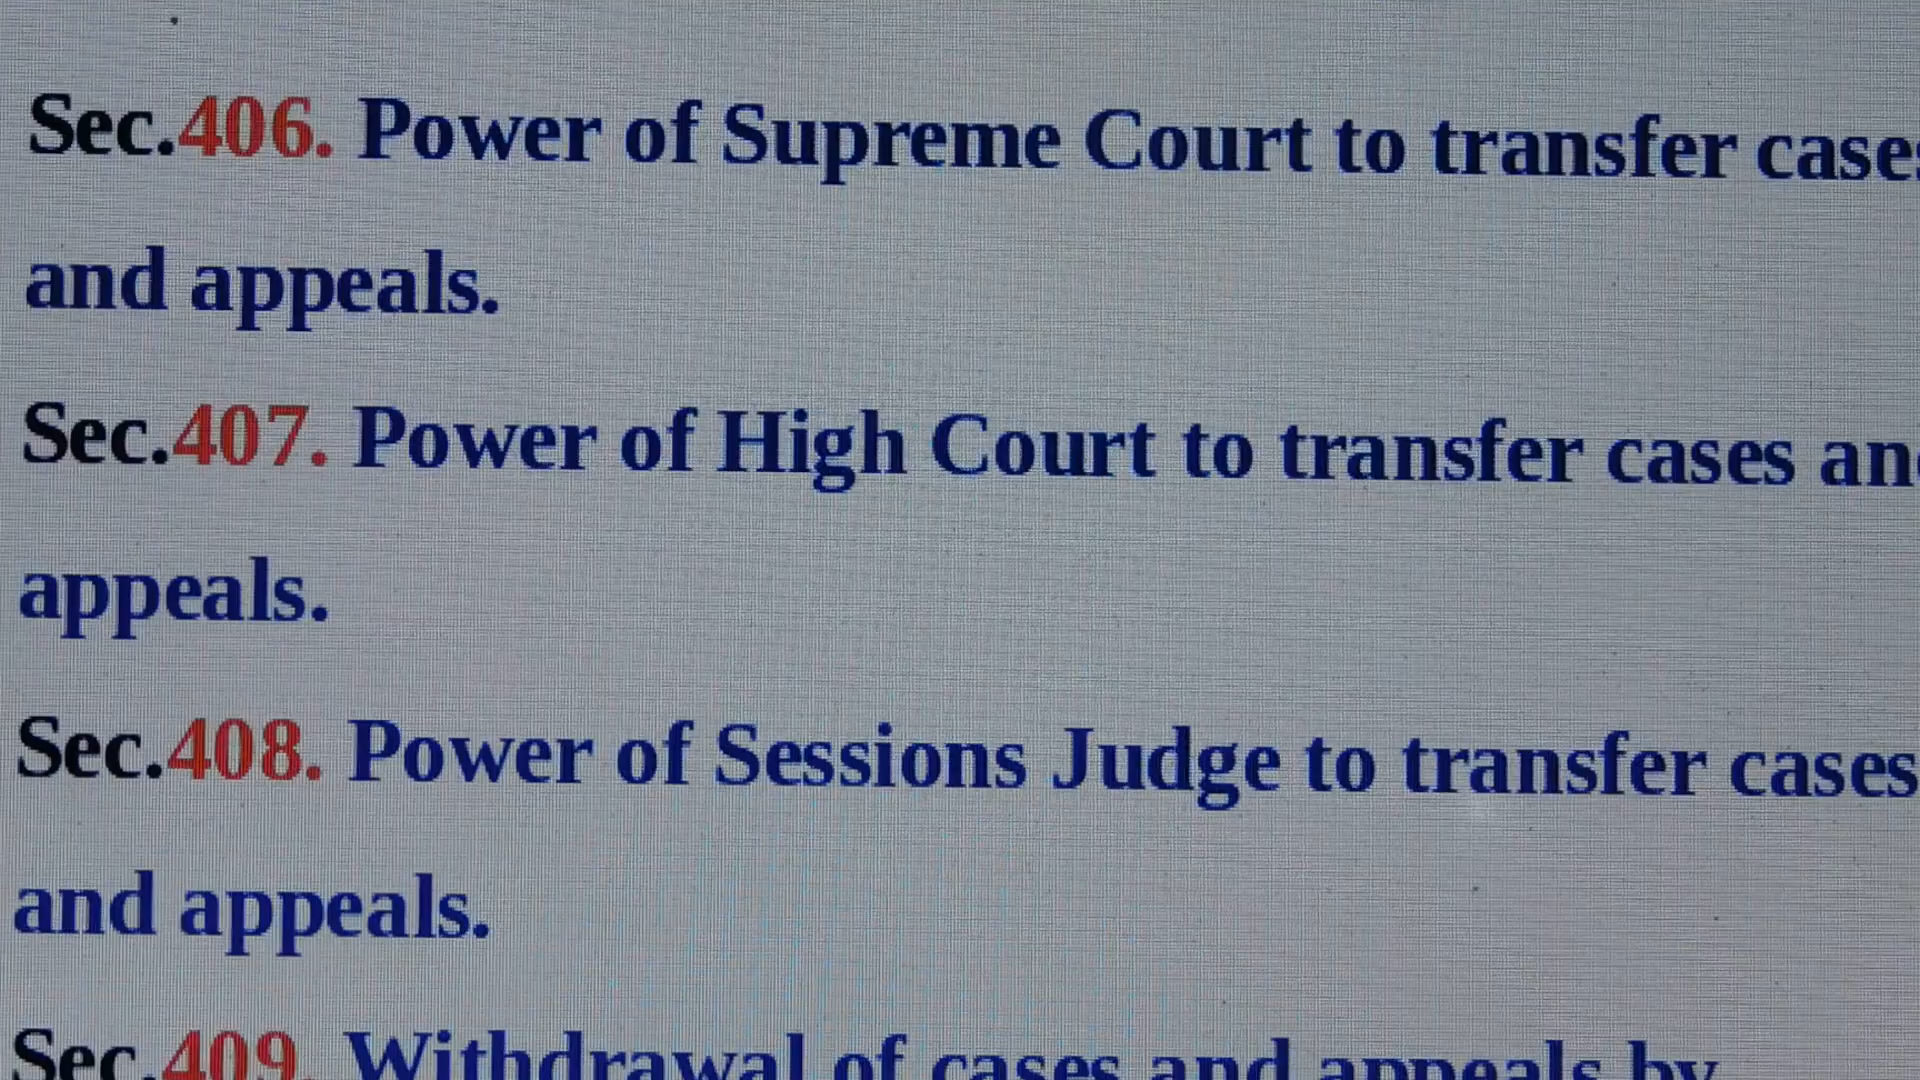 Sec.406. Power of Supreme Court to transfer cases
and appeals.
Sec.407. Power of High Court to transfer cases and
appeals.
Sec.408. Power of Sessions Judge to transfer cases
and appeals.
Sec.409. Withdrawal of cases and appeals by